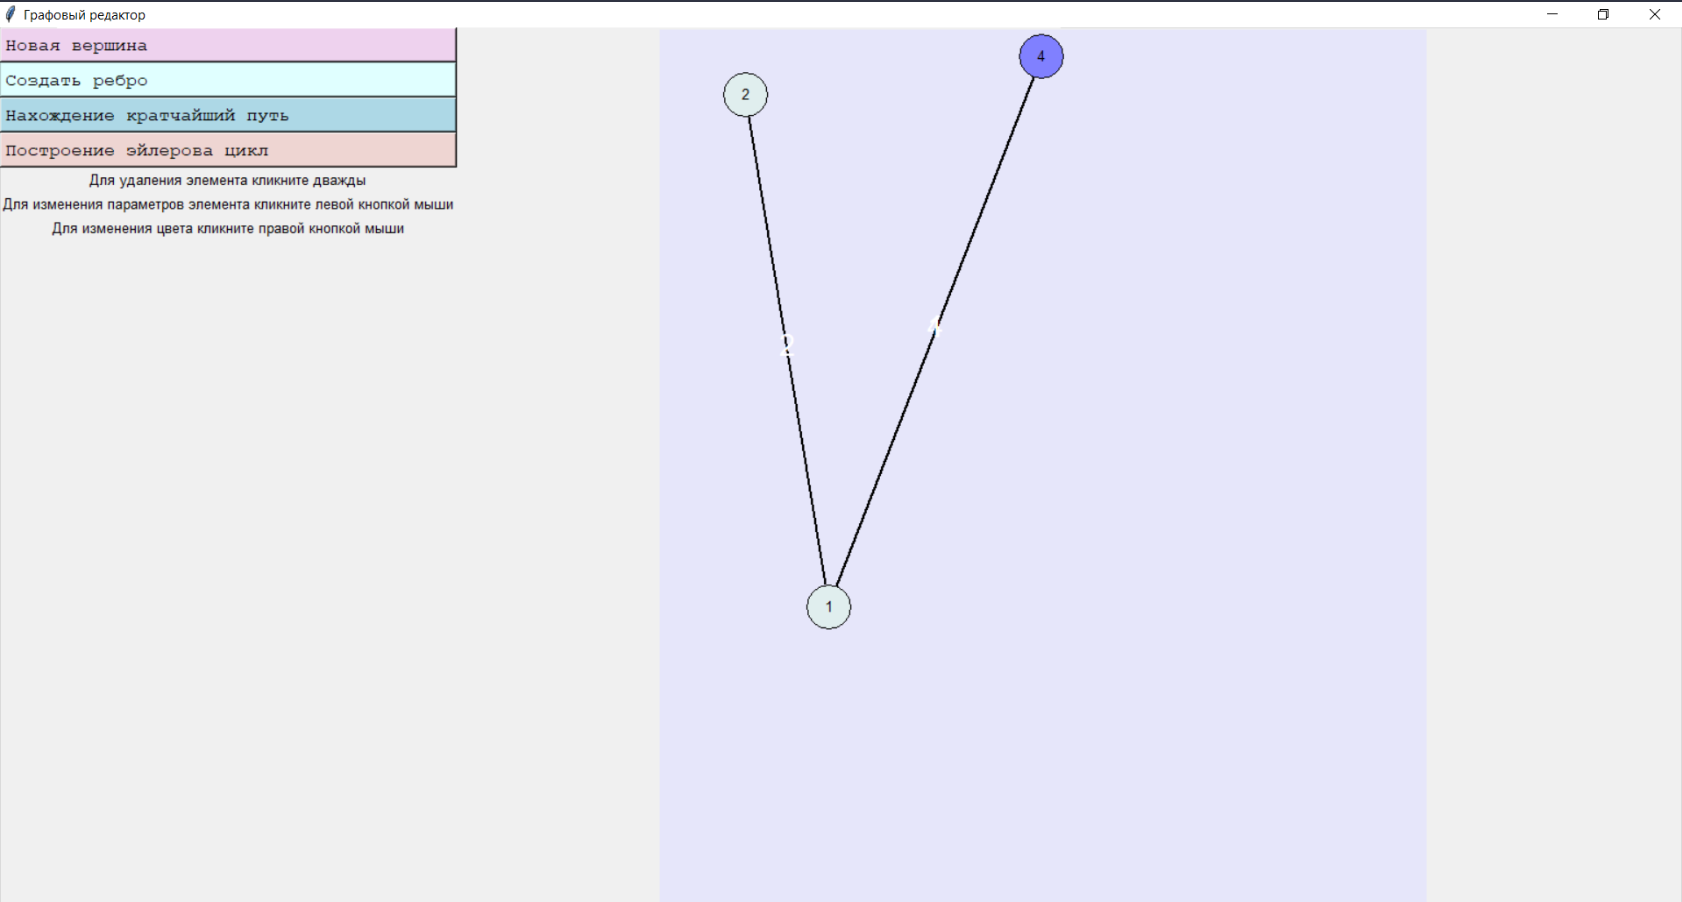 Графовый редактор
Новая вершина
Создать ребро
Нахождение кратчайший путь
Построение эйлерова цикл
Для удаления элемента кликните дважды
Для изменения параметров элемента кликните левой кнопкой мыши
Для изменения цвета кликните правой кнопкой мыши
4
2
2
1